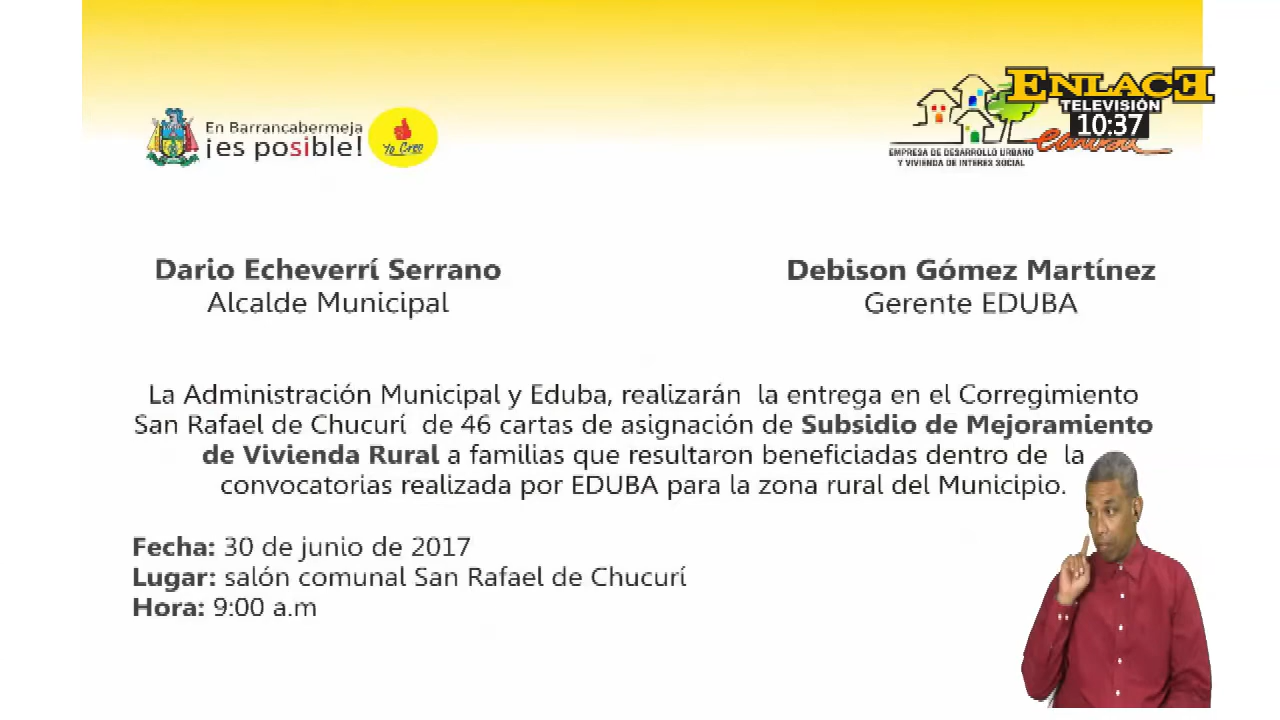 ENLACE
TELEVISIÓN
10:37
En Barrancabermeja
¡es posible!
Yo Creo
EMPRESA DE DESARROLLO URBANO
Y VIVIENDA DE INTERES SOCIAL
Dario Echeverrí Serrano
Alcalde Municipal
Debison Gómez Martínez
Gerente EDUBA
La Administración Municipal y Eduba, realizarán la entrega en el Corregimiento
San Rafael de Chucurí de 46 cartas de asignación de Subsidio de Mejoramiento
de Vivienda Rural a familias que resultaron beneficiadas dentro de la
convocatorias realizada por EDUBA para la zona rural del Municipio.
Fecha: 30 de junio de 2017
Lugar: salón comunal San Rafael de Chucurí
Hora: 9:00 a.m